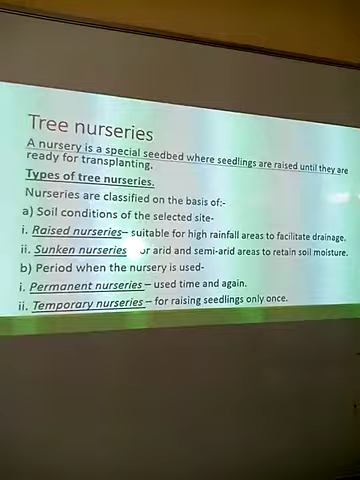 Tree nurseries
A nursery is a special seedbed where seedlings are raised until they are
ready for transplanting.
Types of tree nurseries.
Nurseries are classified on the basis of:-
a) Soil conditions of the selected site-
i. Raised nurseries– suitable for high rainfall areas to facilitate drainage.
ii. Sunken nurseries or arid and semi-arid areas to retain soil moisture.
b) Period when the nursery is used-
i. Permanent nurseries – used time and again.
ii. Temporary nurseries – for raising seedlings only once.